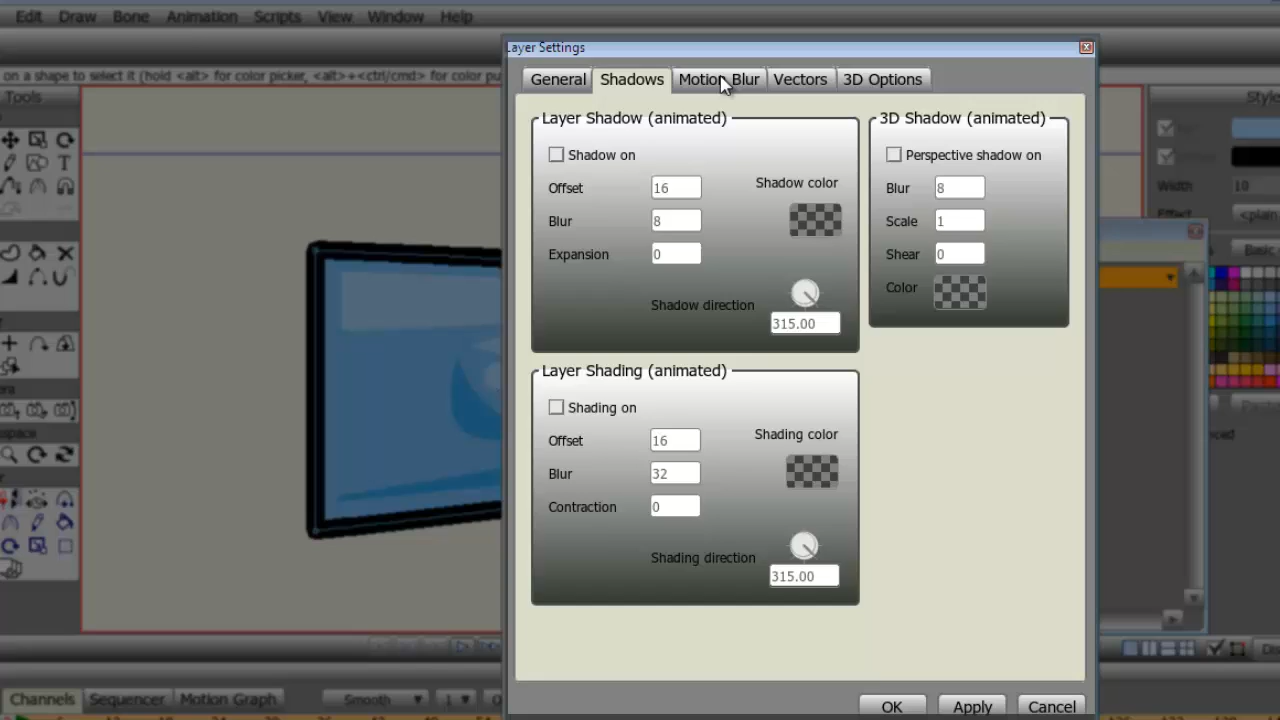 Edit Draw Bone Animation Scripts View Window Help
Layer Settings
on a shape to select it (hold <alt> for color picker, <alt>+<ctrl/cmd> for color pu
General Shadows Motion Blur Vectors 3D Options
Tools
Style
Layer Shadow (animated)
3D Shadow (animated)
Shadow on
Perspective shadow on
Offset 16
Shadow color
Blur 8
Width 10
Blur 8
Scale 1
Effect <plain
Expansion 0
Shear 0
Basic
Color
Shadow direction
315.00
Layer Shading (animated)
Shading on
Offset 16
Shading color
Blur 32
Contraction 0
Shading direction
315.00
Channels Sequencer Motion Graph Smooth 1
OK Apply Cancel